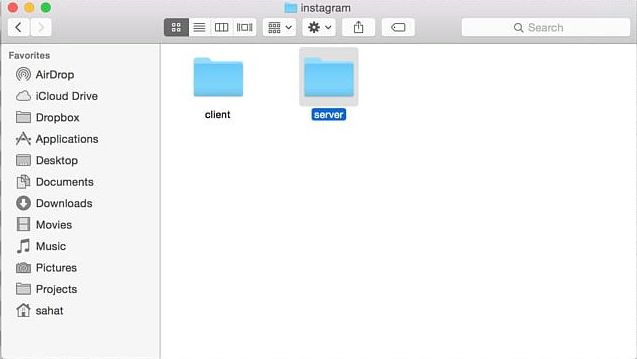 instagram
Search
Favorites
AirDrop
iCloud Drive
Dropbox
Applications
Desktop
Documents
Downloads
Movies
Music
Pictures
Projects
sahat
client
server